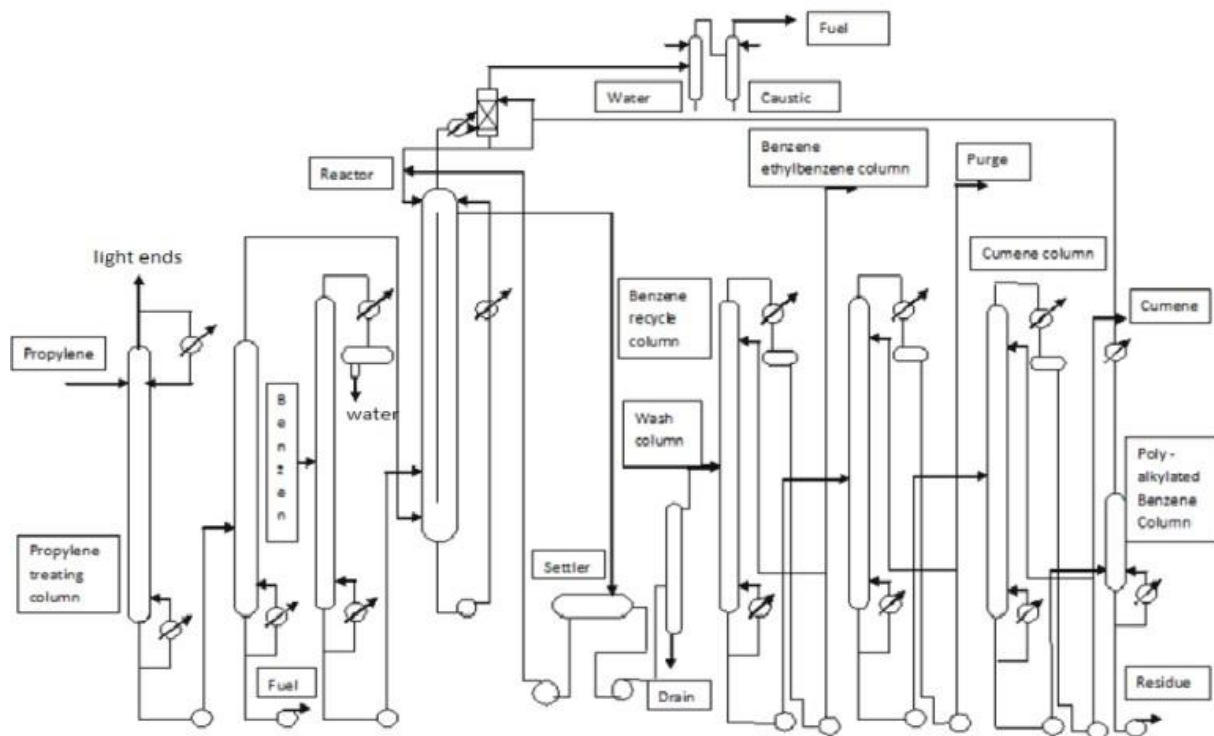 Fuel
Water
Caustic
Benzene
ethylbenzene column
Purge
Reactor
light ends
Cumene column
Propylene
Benzene
recycle
column
Cumene
B
e
n
z
e
n
water
Wash
column
Poly -
alkylated
Benzene
Column
Propylene
treating
column
Settler
Fuel
Drain
Residue